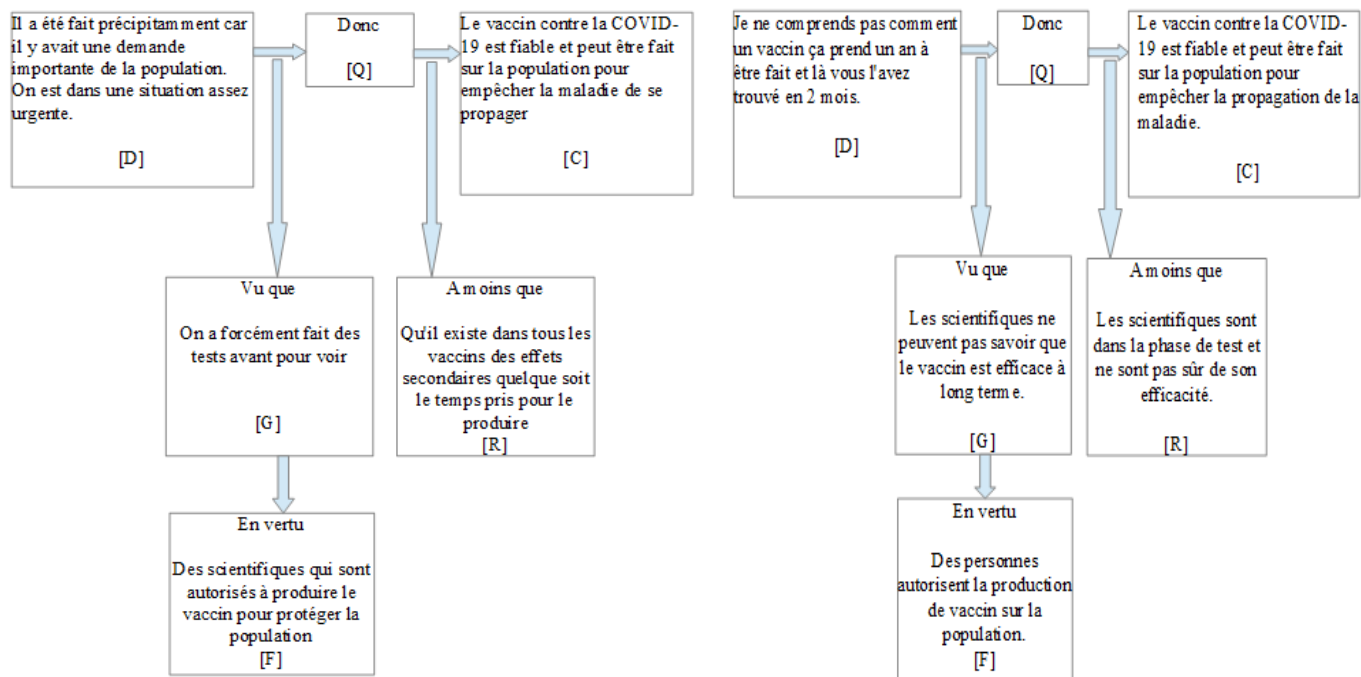 Il a été fait précipitamment car
il y avait une demande
importante de la population.
On est dans une situation assez
urgente.
[D]
Donc
[Q]
Le vaccin contre la COVID-
19 est fiable et peut être fait
sur la population pour
empêcher la maladie de se
propager
[C]
Vu que
On a forcément fait des
tests avant pour voir
[G]
A moins que
Qu'il existe dans tous les
vaccins des effets
secondaires quelque soit
le temps pris pour le
produire
[R]
En vertu
Des scientifiques qui sont
autorisés à produire le
vaccin pour protéger la
population
[F]
Je ne comprends pas comment
un vaccin ça prend un an à
être fait et là vous l'avez
trouvé en 2 mois.
[D]
Donc
[Q]
Le vaccin contre la COVID-
19 est fiable et peut être fait
sur la population pour
empêcher la propagation de la
maladie.
[C]
Vu que
Les scientifiques ne
peuvent pas savoir que
le vaccin est efficace à
long terme.
[G]
A moins que
Les scientifiques sont
dans la phase de test et
ne sont pas sûr de son
efficacité.
[R]
En vertu
Des personnes
autorisent la production
de vaccin sur la
population.
[F]